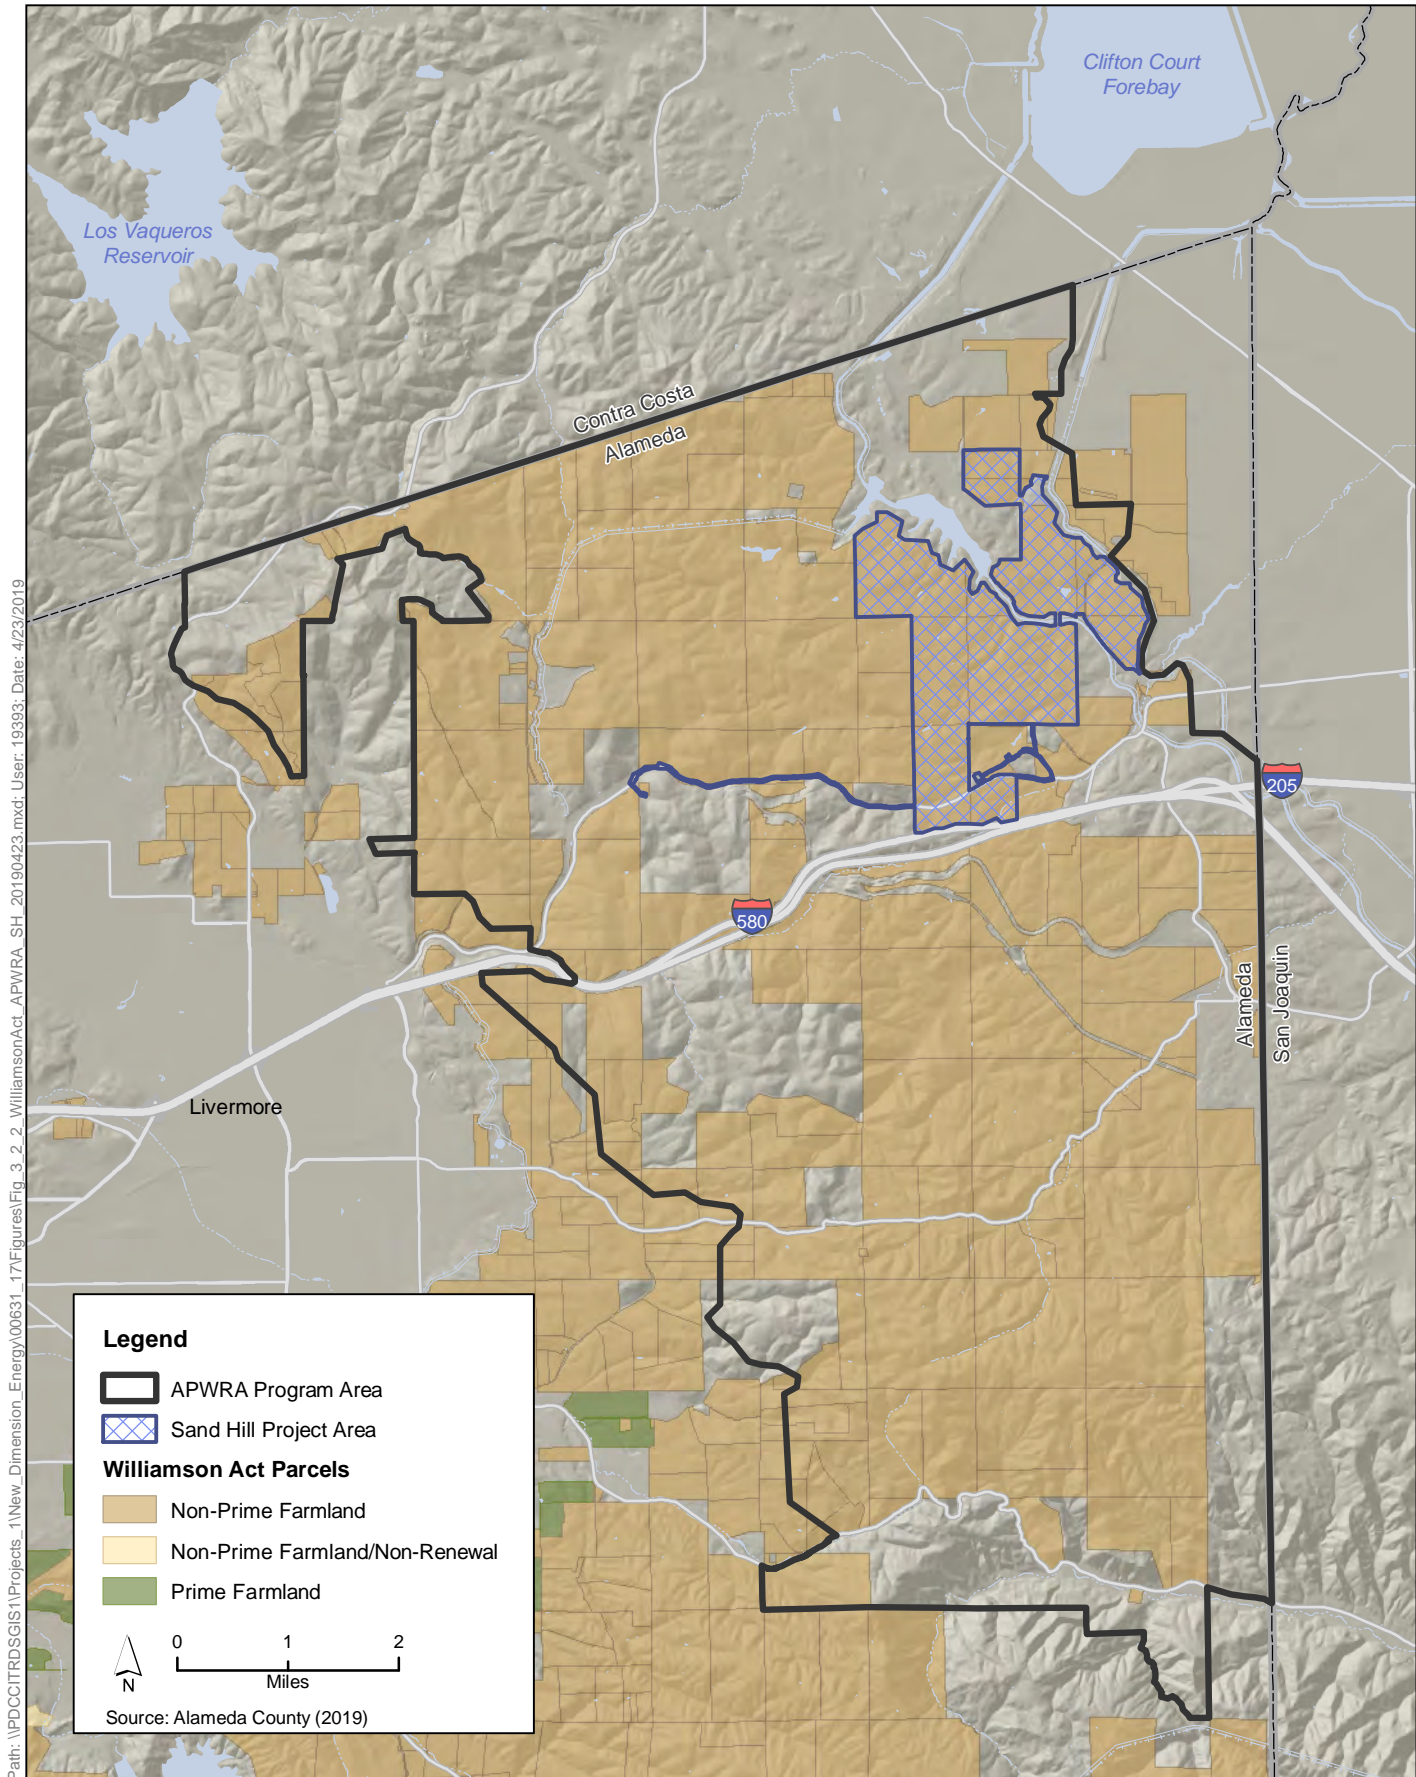 Clifton Court
Forebay
Los Vaqueros
Reservoir
Contra Costa
Alameda
205
580
Alameda
San Joaquin
Livermore
Legend
APWRA Program Area
Sand Hill Project Area
Williamson Act Parcels
Non-Prime Farmland
Non-Prime Farmland/Non-Renewal
Prime Farmland
0 1 2
Miles
N
Source: Alameda County (2019)
Path: \\PDCCITRDSGIS1\Projects_1\New_Dimension_Energy\00631_17\Figures\Fig_3_2_2_WilliamsonAct_APWRA_SH_20190423.mxd; User: 19393; Date: 4/23/2019